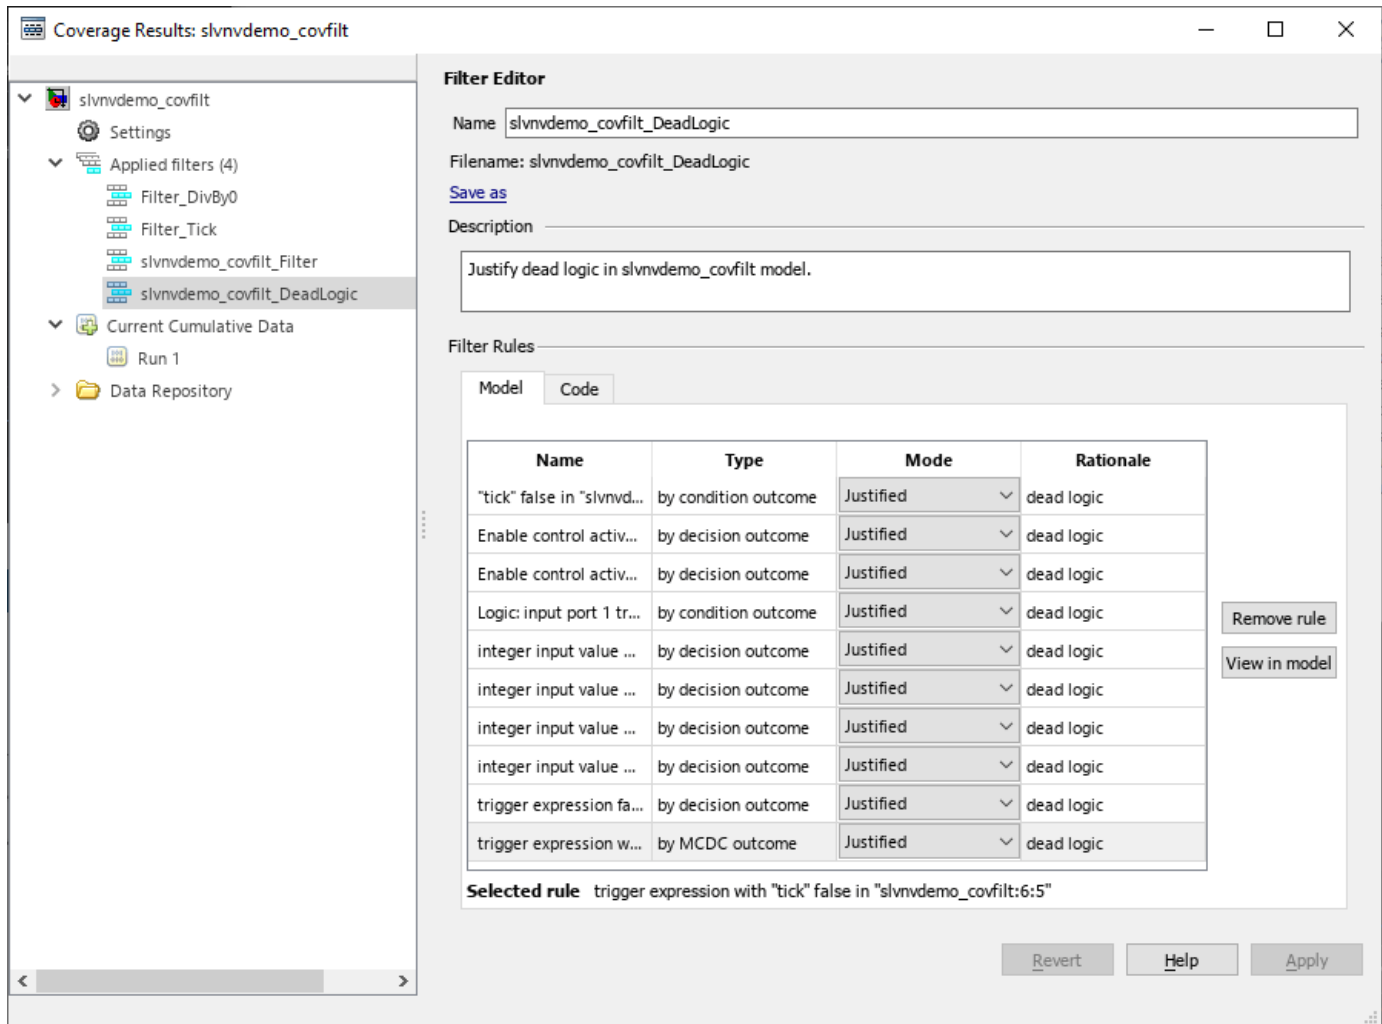 Coverage Results: slvnvdemo_covfilt
slvnvdemo_covfilt
Settings
Applied filters (4)
Filter_DivBy0
Filter_Tick
slvnvdemo_covfilt_Filter
slvnvdemo_covfilt_DeadLogic
Current Cumulative Data
Run 1
Data Repository
Filter Editor
Name slvnvdemo_covfilt_DeadLogic
Filename: slvnvdemo_covfilt_DeadLogic
Save as
Description
Justify dead logic in slvnvdemo_covfilt model.
Filter Rules
Model Code
Name Type Mode Rationale
"tick" false in "slvnvd... by condition outcome Justified dead logic
Enable control activ... by decision outcome Justified dead logic
Enable control activ... by decision outcome Justified dead logic
Logic: input port 1 tr... by condition outcome Justified dead logic
integer input value ... by decision outcome Justified dead logic
integer input value ... by decision outcome Justified dead logic
integer input value ... by decision outcome Justified dead logic
integer input value ... by decision outcome Justified dead logic
trigger expression fa... by decision outcome Justified dead logic
trigger expression w... by MCDC outcome Justified dead logic
Remove rule
View in model
Selected rule trigger expression with "tick" false in "slvnvdemo_covfilt:6:5"
Revert Help Apply